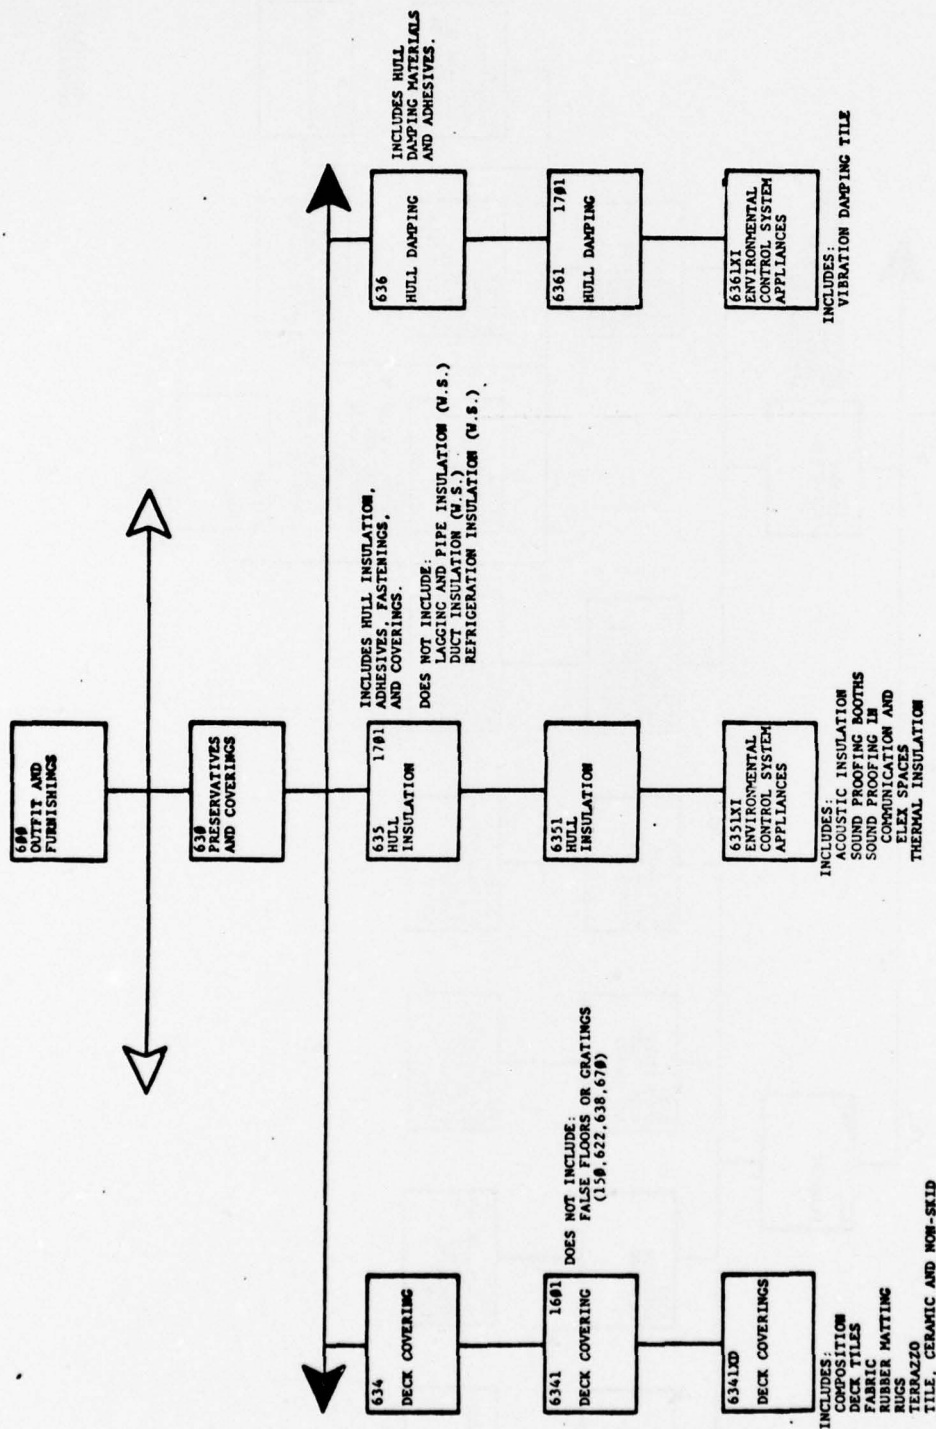 600
OUTFIT AND
FURNISHINGS
630
PRESERVATIVES
AND COVERINGS
634
DECK COVERING
6341 1601
DECK COVERING
DOES NOT INCLUDE:
FALSE FLOORS OR GRATINGS
(150,622,638,670)
6341XD
DECK COVERINGS
INCLUDES:
COMPOSITION
DECK TILES
FABRIC
RUBBER MATTING
RUGS
TERRAZZO
TILE, CERAMIC AND NON-SKID
635 1701
HULL
INSULATION
INCLUDES HULL INSULATION,
ADHESIVES, FASTENINGS,
AND COVERINGS.
DOES NOT INCLUDE:
LAGGING AND PIPE INSULATION (W.S.)
DUCT INSULATION (W.S.)
REFRIGERATION INSULATION (W.S.)
6351
HULL
INSULATION
6351XI
ENVIRONMENTAL
CONTROL SYSTEM
APPLIANCES
INCLUDES:
ACOUSTIC INSULATION
SOUND PROOFING BOOTHS
SOUND PROOFING IN
COMMUNICATION AND
FLEX SPACES
THERMAL INSULATION
636
HULL DAMPING
INCLUDES HULL
DAMPING MATERIALS
AND ADHESIVES.
6361 1701
HULL DAMPING
6361XI
ENVIRONMENTAL
CONTROL SYSTEM
APPLIANCES
INCLUDES:
VIBRATION DAMPING TILE